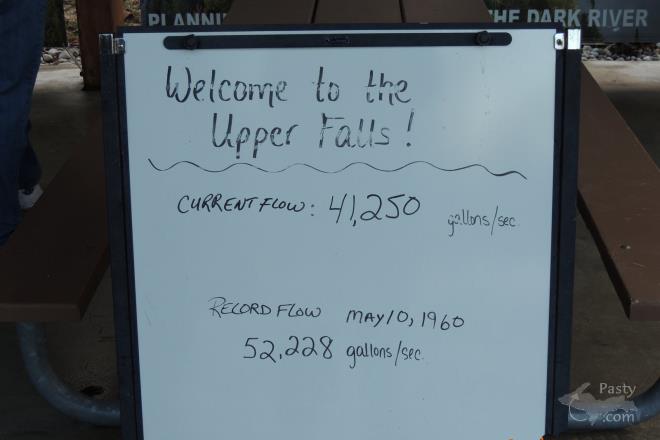 PLANNI
HE DARK RIVER
Welcome to the
Upper Falls!
CURRENT FLOW: 41,250 gallons/sec.
RECORD FLOW MAY 10, 1960
52,228 gallons/sec.
Pasty
.com